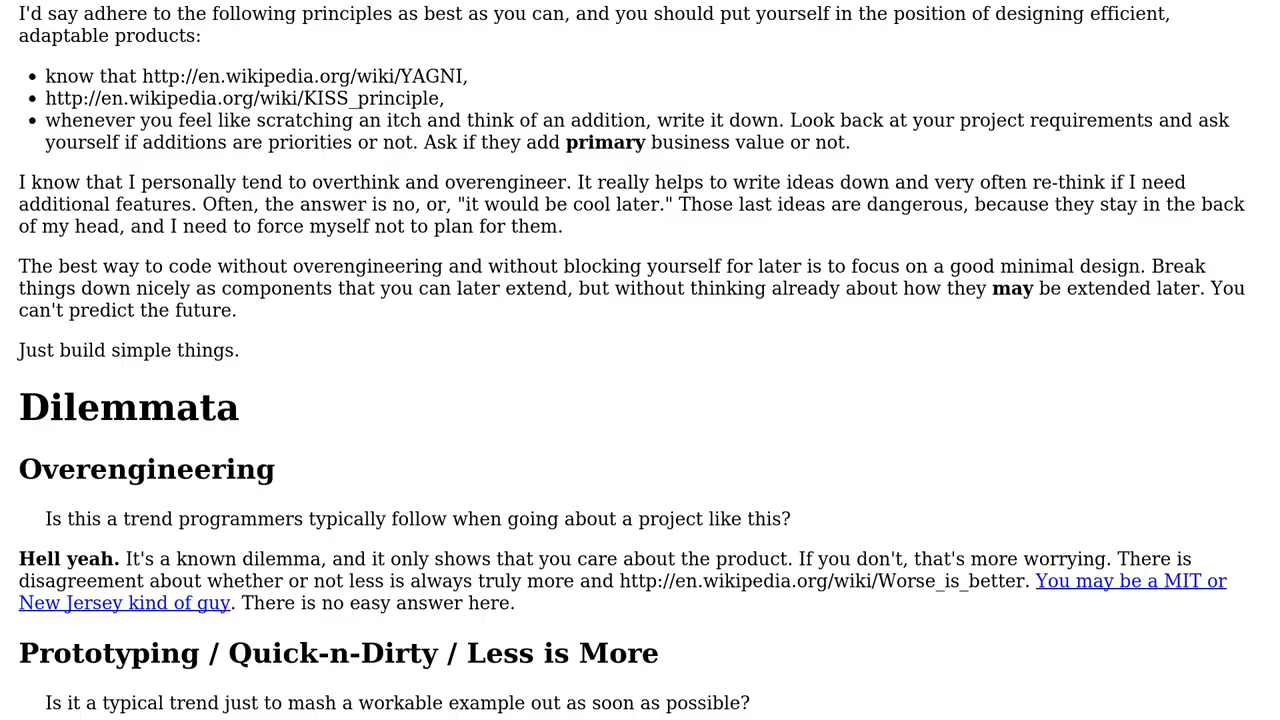 I'd say adhere to the following principles as best as you can, and you should put yourself in the position of designing efficient,
adaptable products:
• know that http://en.wikipedia.org/wiki/YAGNI,
• http://en.wikipedia.org/wiki/KISS_principle,
• whenever you feel like scratching an itch and think of an addition, write it down. Look back at your project requirements and ask
yourself if additions are priorities or not. Ask if they add primary business value or not.
I know that I personally tend to overthink and overengineer. It really helps to write ideas down and very often re-think if I need
additional features. Often, the answer is no, or, "it would be cool later." Those last ideas are dangerous, because they stay in the back
of my head, and I need to force myself not to plan for them.
The best way to code without overengineering and without blocking yourself for later is to focus on a good minimal design. Break
things down nicely as components that you can later extend, but without thinking already about how they may be extended later. You
can't predict the future.
Just build simple things.
Dilemmata
Overengineering
Is this a trend programmers typically follow when going about a project like this?
Hell yeah. It's a known dilemma, and it only shows that you care about the product. If you don't, that's more worrying. There is
disagreement about whether or not less is always truly more and http://en.wikipedia.org/wiki/Worse_is_better. You may be a MIT or
New Jersey kind of guy. There is no easy answer here.
Prototyping / Quick-n-Dirty / Less is More
Is it a typical trend just to mash a workable example out as soon as possible?